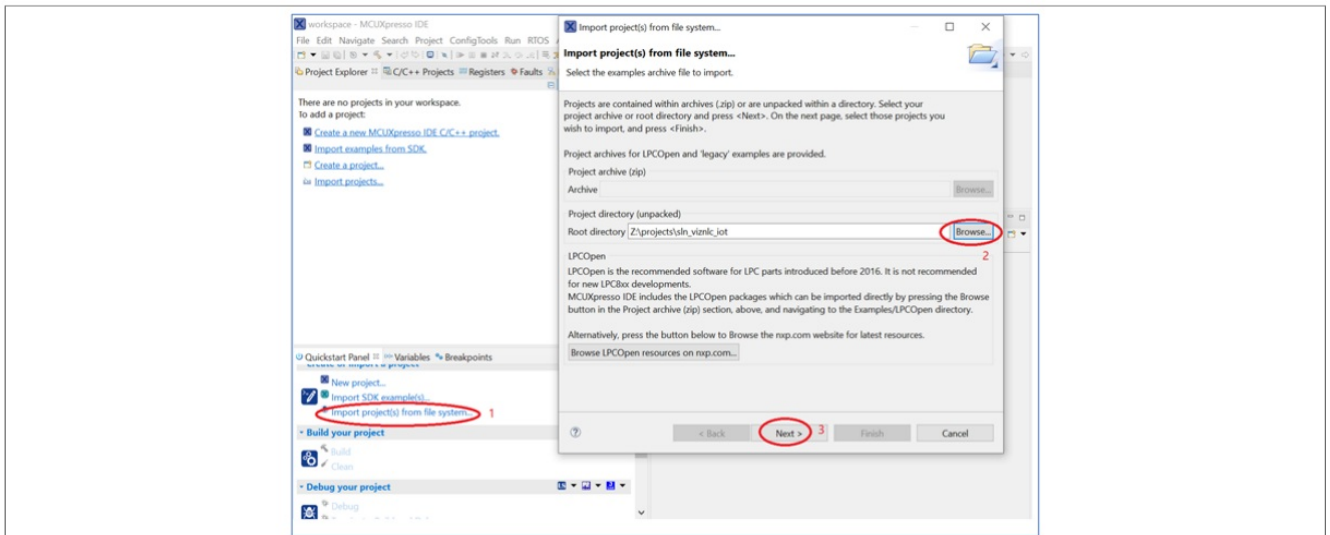 workspace - MCUXpresso IDE
File Edit Navigate Search Project ConfigTools Run RTOS
Project Explorer C/C++ Projects Registers Faults
There are no projects in your workspace.
To add a project:
Create a new MCUXpresso IDE C/C++ project.
Import examples from SDK.
Create a project...
Import projects...
Quickstart Panel Variables Breakpoints
Create or import a project
New project...
Import SDK example(s)...
Import project(s) from file system... 1
Build your project
Build
Clean
Debug your project
Debug
Import project(s) from file system...
Import project(s) from file system...
Select the examples archive file to import.
Projects are contained within archives (.zip) or are unpacked within a directory. Select your
project archive or root directory and press <Next>. On the next page, select those projects you
wish to import, and press <Finish>.
Project archives for LPCOpen and 'legacy' examples are provided.
Project archive (zip)
Archive Browse...
Project directory (unpacked)
Root directory Z:\projects\sln_viznlc_iot Browse...
2
LPCOpen
LPCOpen is the recommended software for LPC parts introduced before 2016. It is not recommended
for new LPC8xx developments.
MCUXpresso IDE includes the LPCOpen packages which can be imported directly by pressing the Browse
button in the Project archive (zip) section, above, and navigating to the Examples/LPCOpen directory.
Alternatively, press the button below to Browse the nxp.com website for latest resources.
Browse LPCOpen resources on nxp.com...
? < Back Next > 3 Finish Cancel